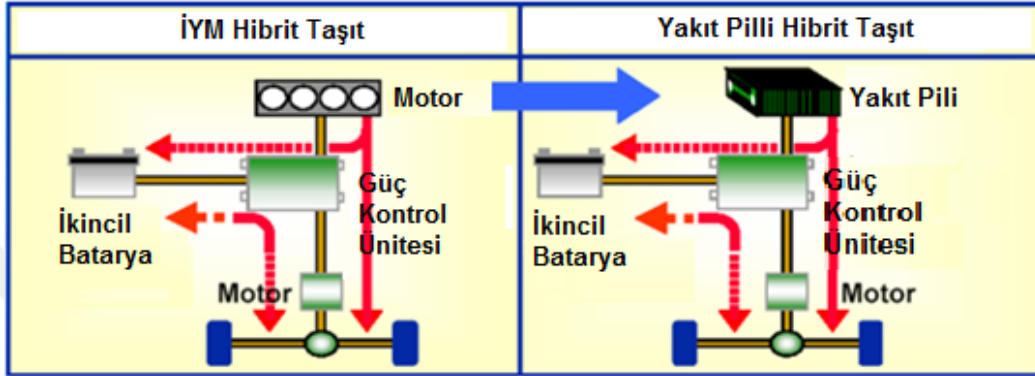 İYM Hibrit Taşıt
Yakıt Pilli Hibrit Taşıt
Motor
İkincil
Batarya
Güç
Kontrol
Ünitesi
Motor
Yakıt Pili
İkincil
Batarya
Güç
Kontrol
Ünitesi
Motor